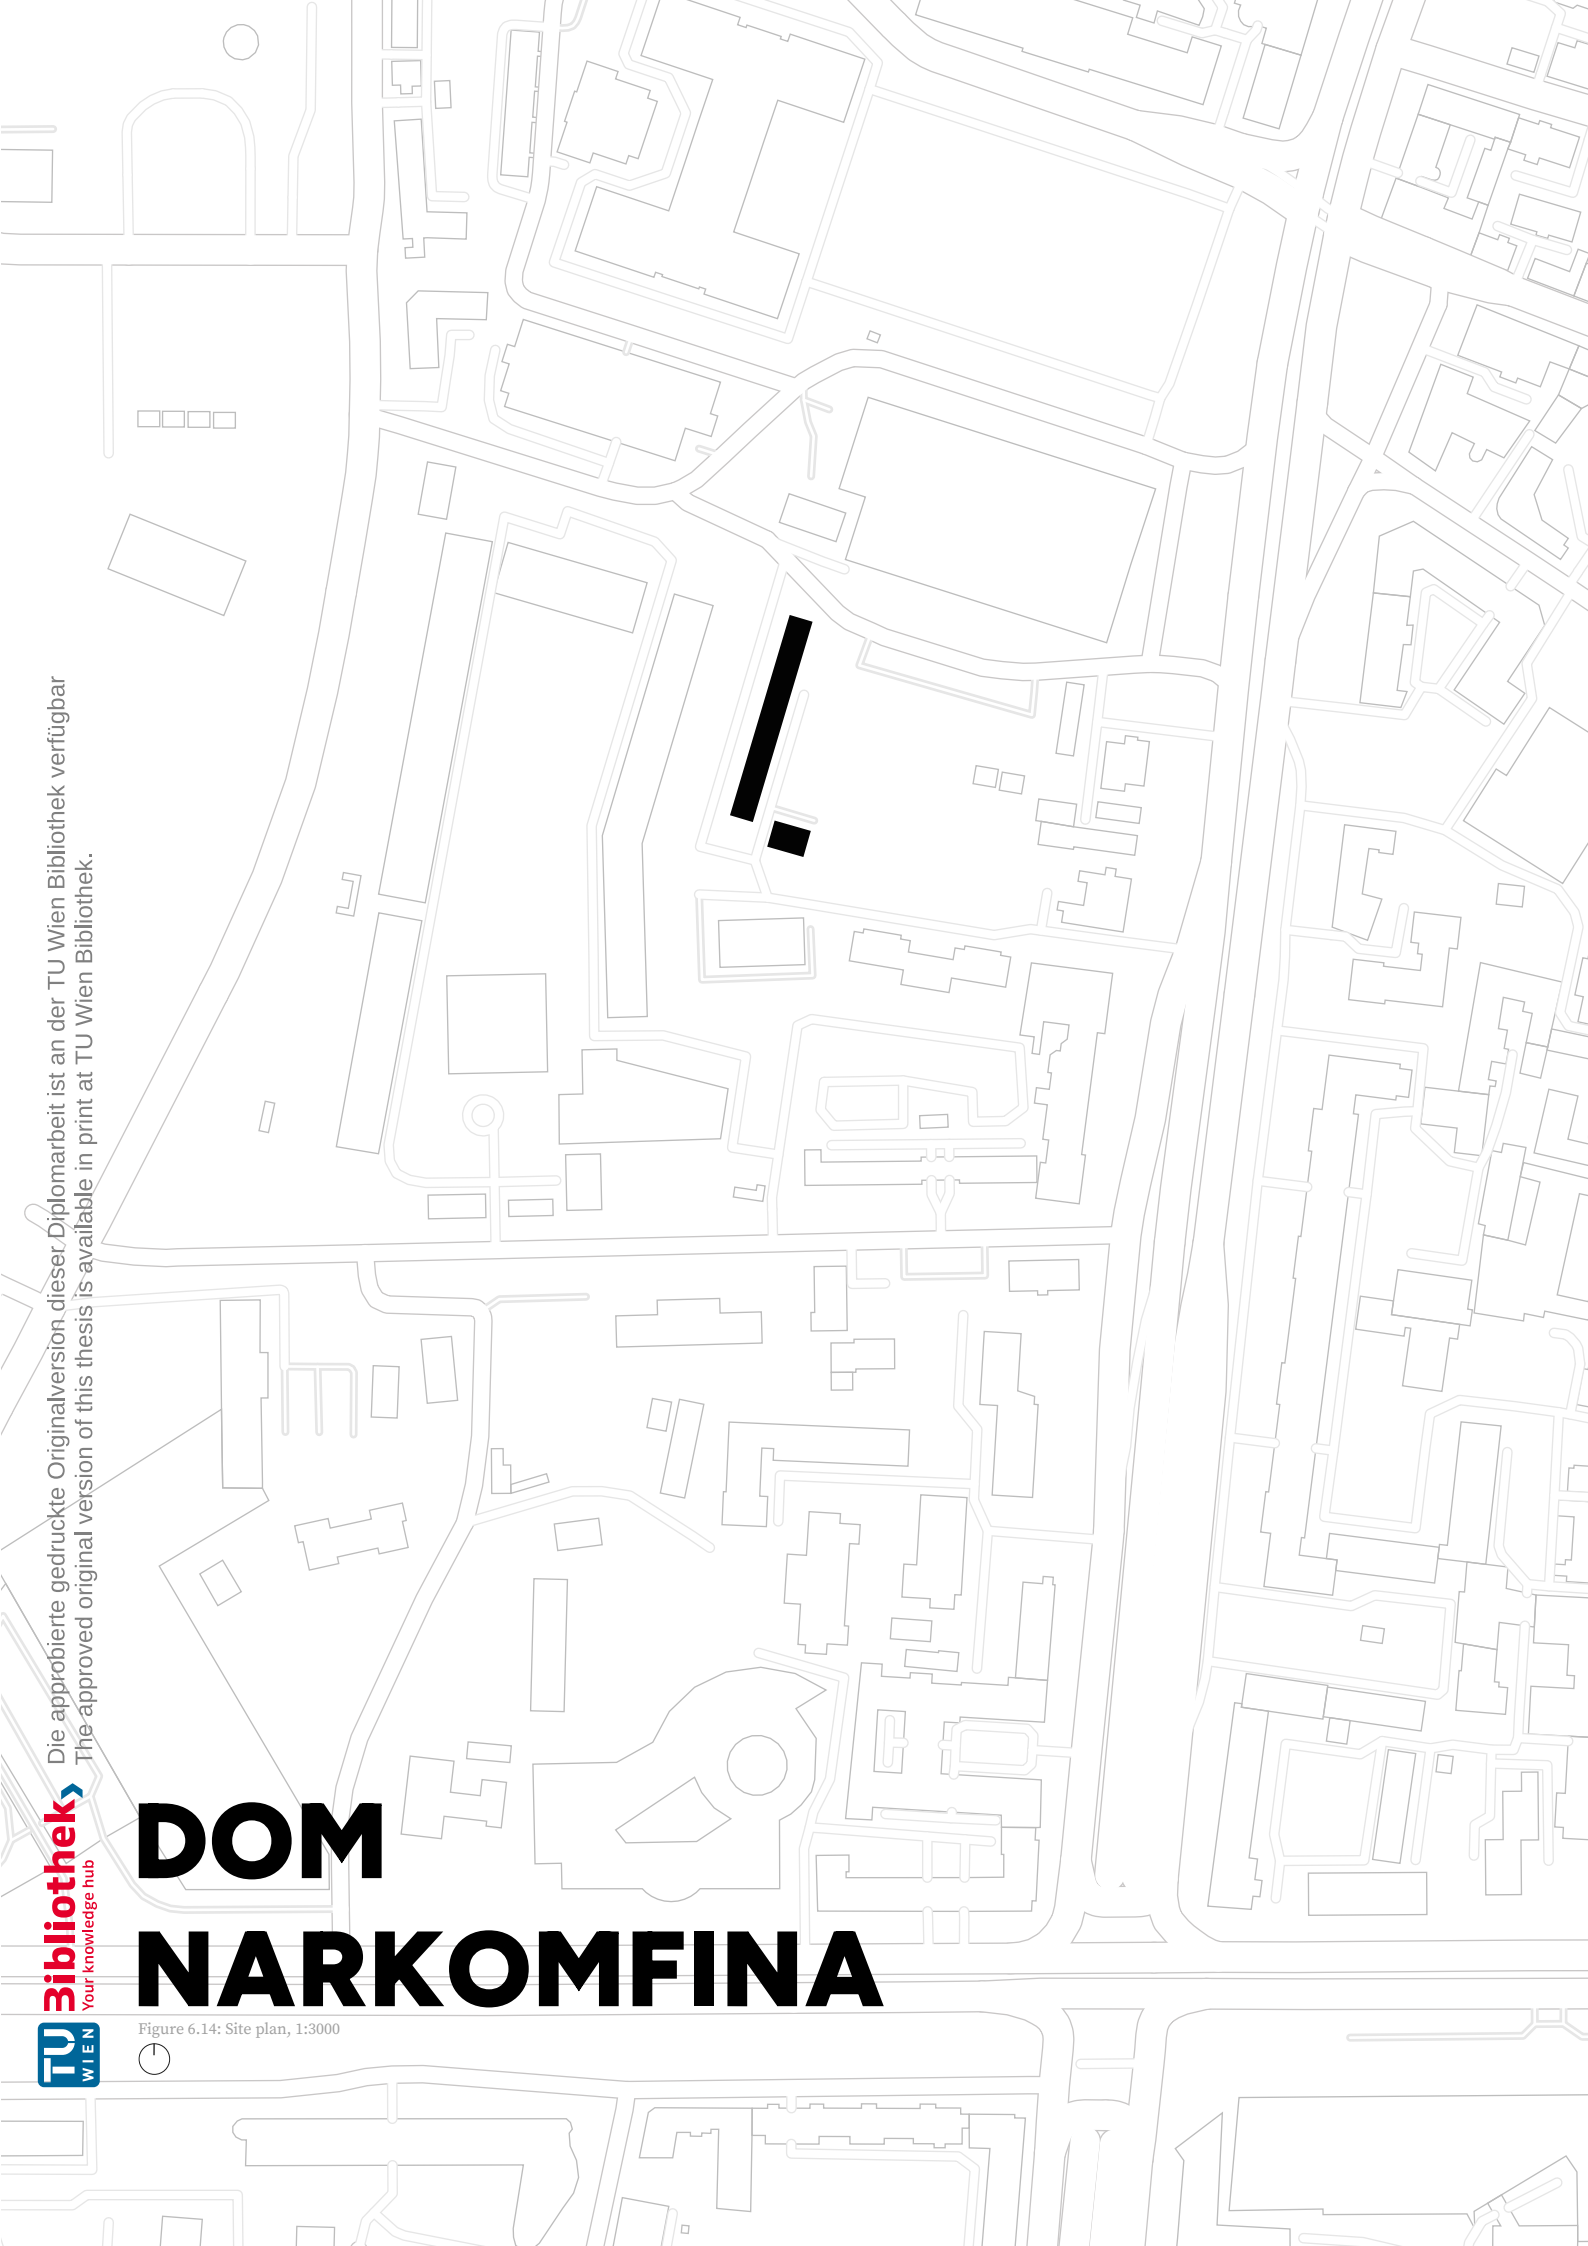 Die approbierte gedruckte Originalversion dieser Diplomarbeit ist an der TU Wien Bibliothek verfügbar
The approved original version of this thesis is available in print at TU Wien Bibliothek.
Bibliothek
Your knowledge hub
TU
WIEN
DOM
NARKOMFINA
Figure 6.14: Site plan, 1:3000